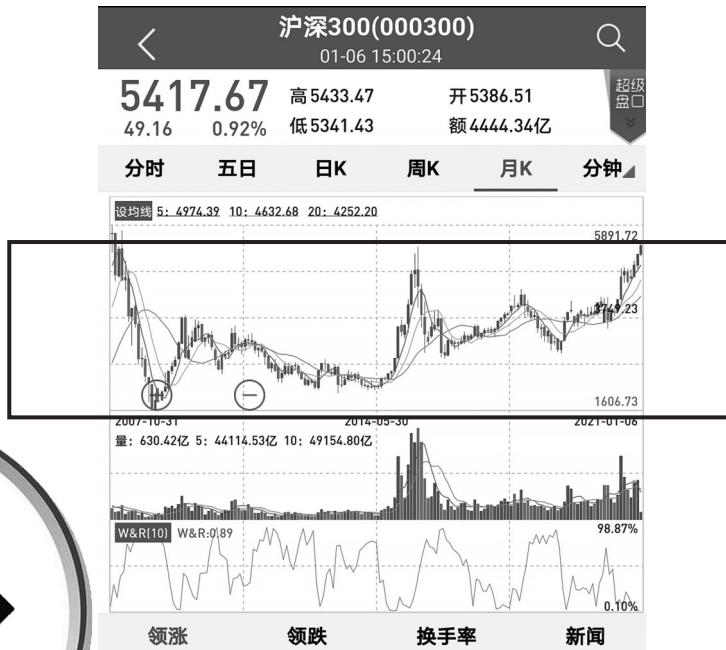 沪深300(000300)
01-06 15:00:24
5417.67 高5433.47 开5386.51 超级
49.16 0.92% 低5341.43 额4444.34亿 盘口
分时 五日 日K 周K 月K 分钟
设均线 5: 4974.39 10: 4632.68 20: 4252.20
5891.72
3749.23
1606.73
2007-10-31 2014-05-30 2021-01-06
量: 630.42亿 5: 44114.53亿 10: 49154.80亿
W&R(10) W&R:0.89 98.87%
0.10%
领涨 领跌 换手率 新闻